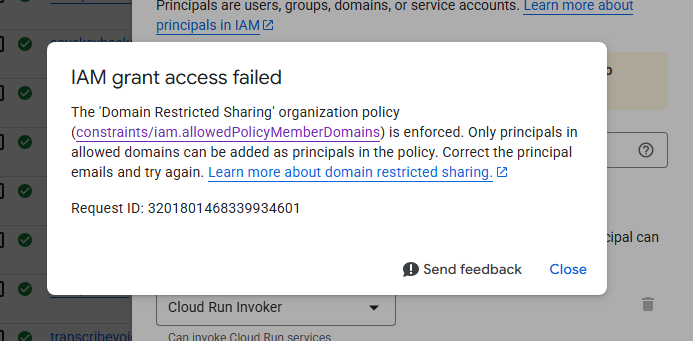 Principals are users, groups, domains, or service accounts. Learn more about
principals in IAM
IAM grant access failed
The 'Domain Restricted Sharing' organization policy
(constraints/iam.allowedPolicyMemberDomains) is enforced. Only principals in
allowed domains can be added as principals in the policy. Correct the principal
emails and try again. Learn more about domain restricted sharing.
Request ID: 3201801468339934601
cipal can
Send feedback
Close
Cloud Run Invoker
Can invoke Cloud Run services